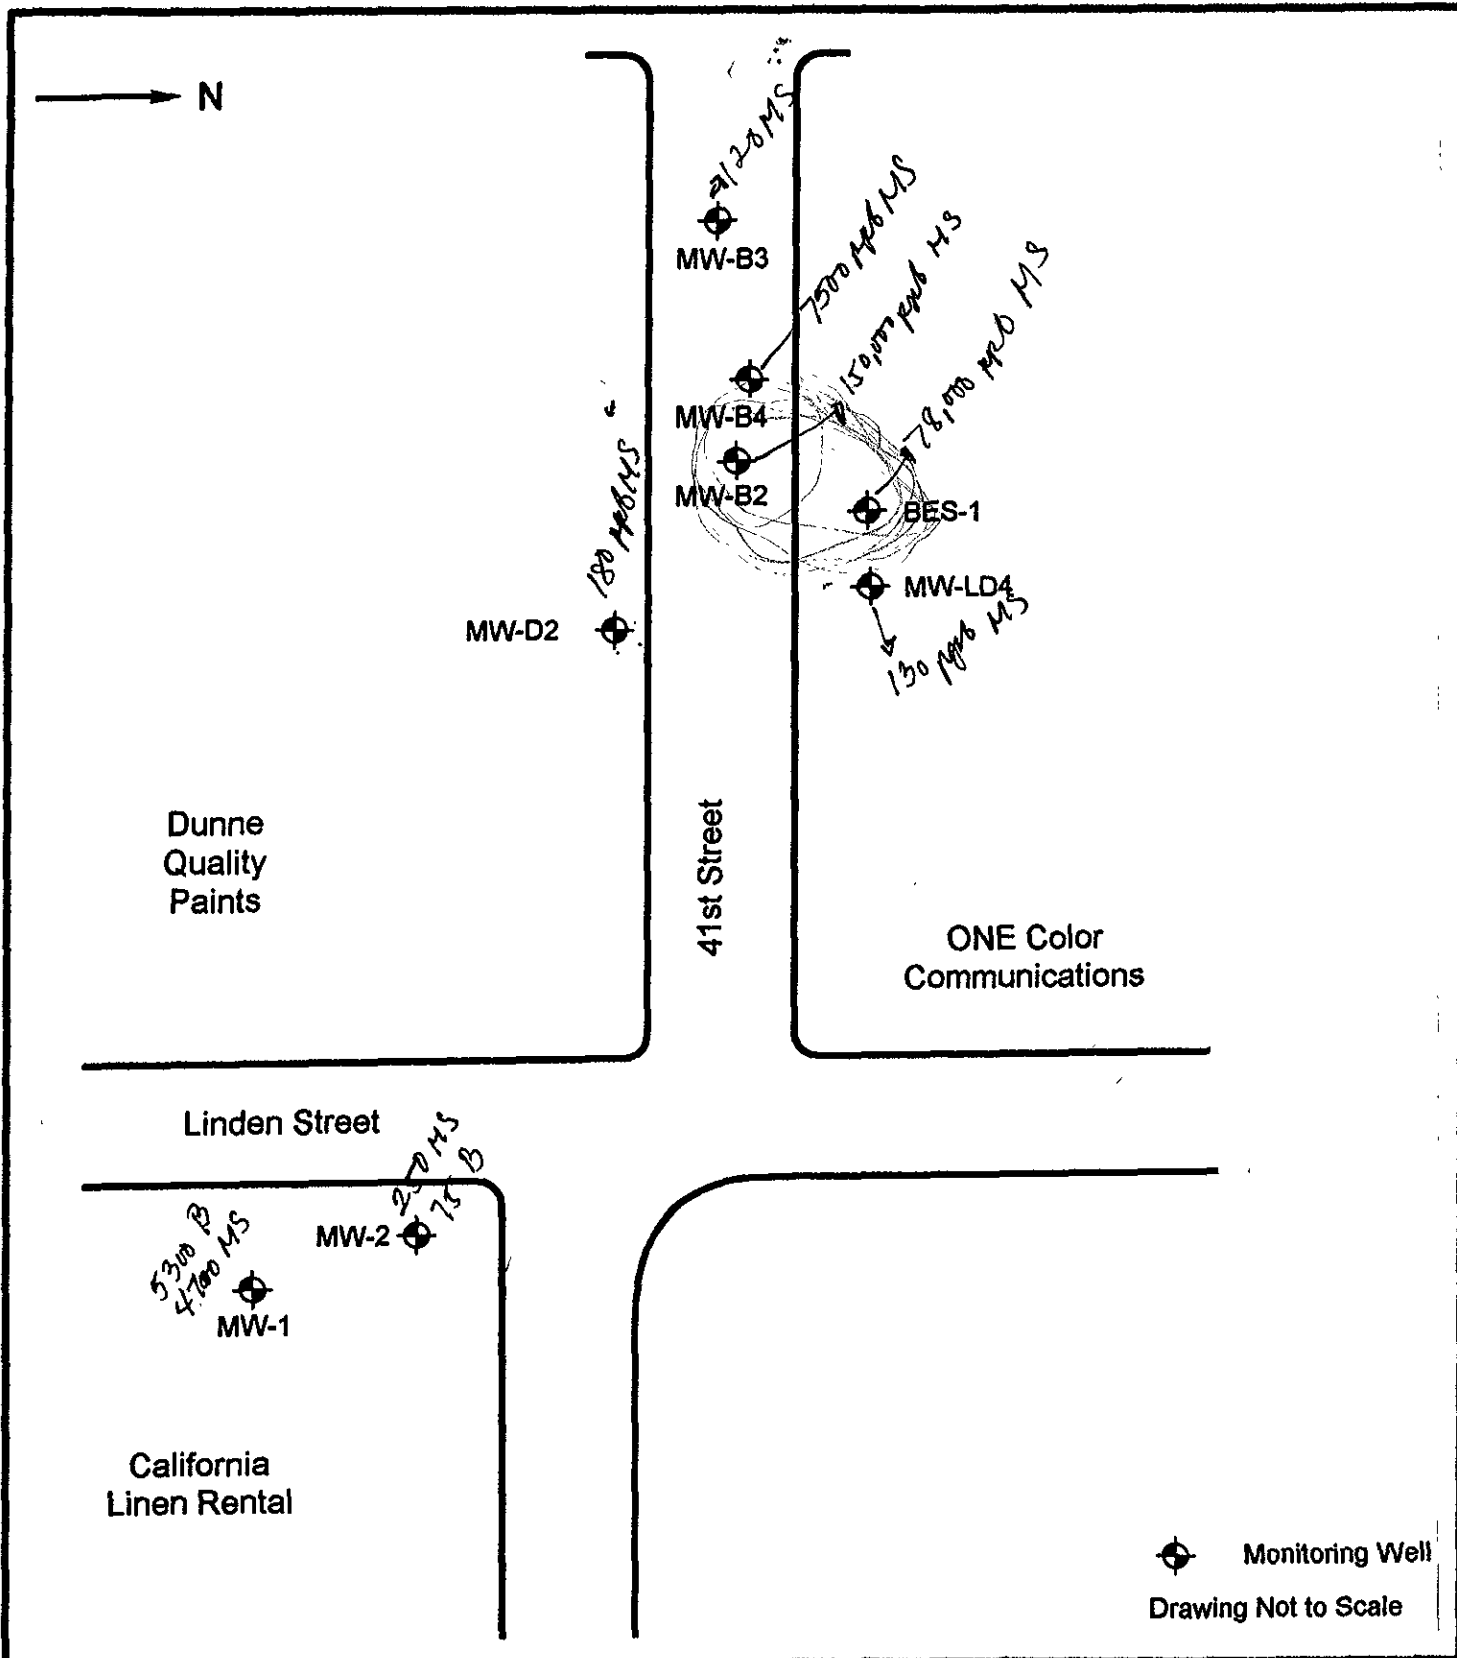 N
120 MS
MW-B3
7500 ppb MS
150,000 ppb MS
78,000 ppb MS
MW-B4
MW-B2
BES-1
180 ppb MS
MW-LD4
MW-D2
130 ppb MS
Dunne
Quality
Paints
41st Street
ONE Color
Communications
Linden Street
250 MS
75 B
MW-2
5300 B
4700 MS
MW-1
California
Linen Rental
Monitoring Well
Drawing Not to Scale